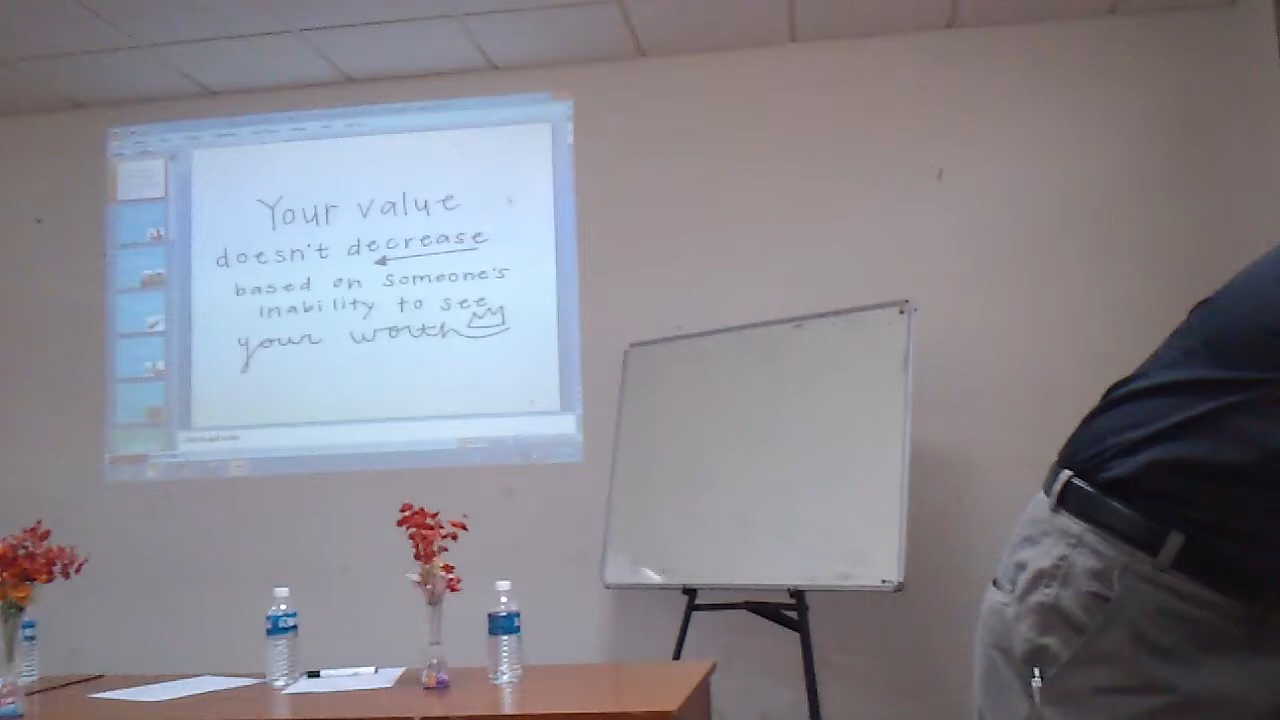 Your value
doesn't decrease
based on someone's
inability to see
your worth